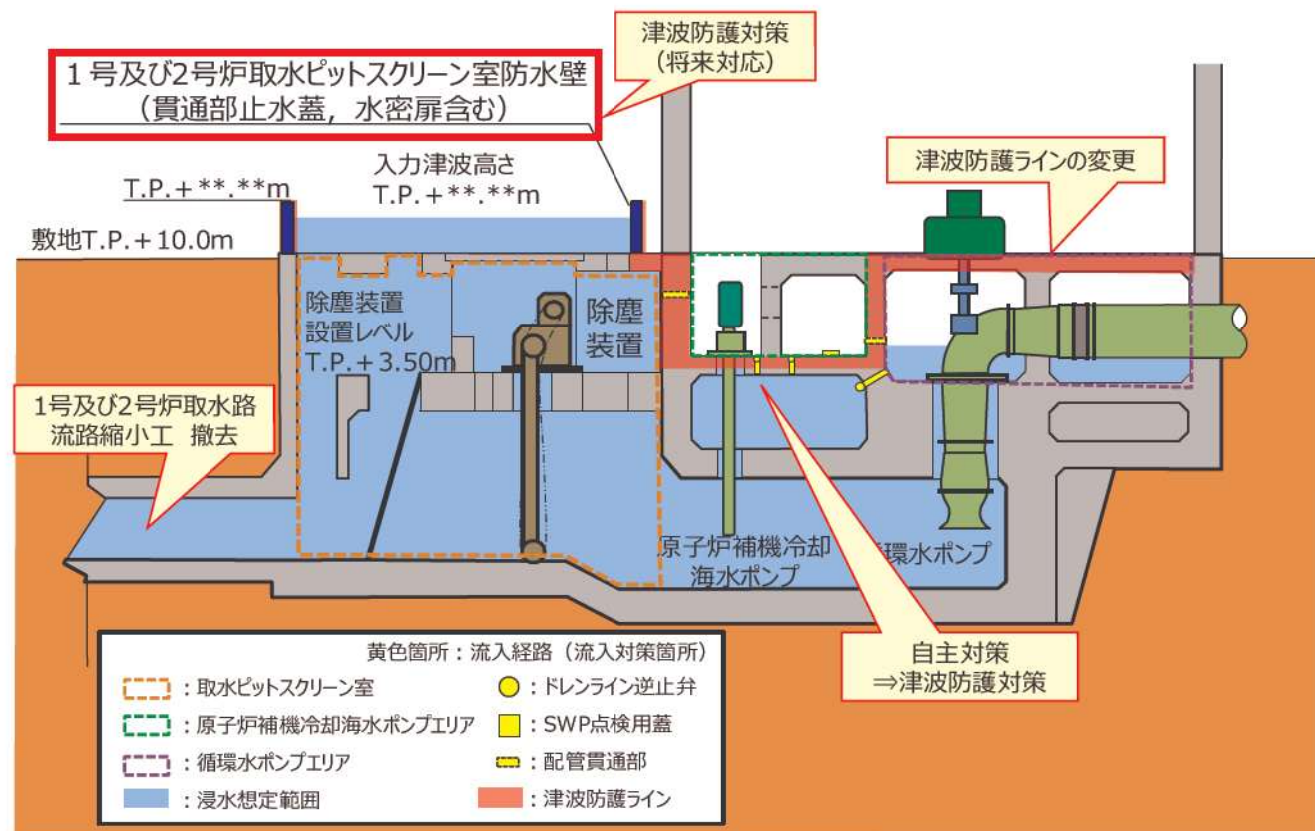 津波防護対策
（将来対応）
１号及び2号炉取水ピットスクリーン室防水壁
（貫通部止水蓋，水密扉含む）
津波防護ラインの変更
入力津波高さ
T.P.+**.**m
T.P.+**.**m
敷地T.P.+10.0m
除塵装置
設置レベル
T.P.+3.50m
除塵
装置
1号及び2号炉取水路
流路縮小工 撤去
原子炉補機冷却
海水ポンプ
循環水ポンプ
自主対策
⇒津波防護対策
黄色箇所：流入経路（流入対策箇所）
：取水ピットスクリーン室
：ドレンライン逆止弁
：原子炉補機冷却海水ポンプエリア
：SWP点検用蓋
：循環水ポンプエリア
：配管貫通部
：浸水想定範囲
：津波防護ライン